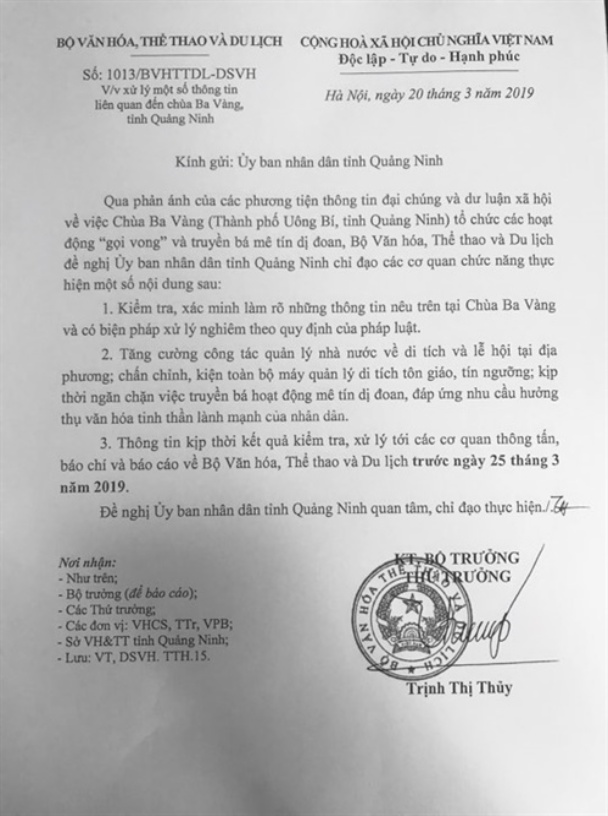 BỘ VĂN HÓA, THỂ THAO VÀ DU LỊCH
CỘNG HOÀ XÃ HỘI CHỦ NGHĨA VIỆT NAM
Độc lập - Tự do - Hạnh phúc
Số: 1013/BVHTTDL-DSVH
V/v xử lý một số thông tin
liên quan đến chùa Ba Vàng,
tỉnh Quảng Ninh
Hà Nội, ngày 20 tháng 3 năm 2019
Kính gửi: Ủy ban nhân dân tỉnh Quảng Ninh
Qua phản ánh của các phương tiện thông tin đại chúng và dư luận xã hội
về việc Chùa Ba Vàng (Thành phố Uông Bí, tỉnh Quảng Ninh) tổ chức các hoạt
động “gọi vong” và truyền bá mê tín dị đoan, Bộ Văn hóa, Thể thao và Du lịch
đề nghị Ủy ban nhân dân tỉnh Quảng Ninh chỉ đạo các cơ quan chức năng thực
hiện một số nội dung sau:
1. Kiểm tra, xác minh làm rõ những thông tin nêu trên tại Chùa Ba Vàng
và có biện pháp xử lý nghiêm theo quy định của pháp luật.
2. Tăng cường công tác quản lý nhà nước về di tích và lễ hội tại địa
phương; chấn chỉnh, kiện toàn bộ máy quản lý di tích tôn giáo, tín ngưỡng; kịp
thời ngăn chặn việc truyền bá hoạt động mê tín dị đoan, đáp ứng nhu cầu hưởng
thụ văn hóa tinh thần lành mạnh của nhân dân.
3. Thông tin kịp thời kết quả kiểm tra, xử lý tới các cơ quan thông tấn,
báo chí và báo cáo về Bộ Văn hóa, Thể thao và Du lịch trước ngày 25 tháng 3
năm 2019.
Đề nghị Ủy ban nhân dân tỉnh Quảng Ninh quan tâm, chỉ đạo thực hiện./.
Nơi nhận:
- Như trên;
- Bộ trưởng (để báo cáo);
- Các Thứ trưởng;
- Các đơn vị: VHCS, TTr, VPB;
- Sở VH&TT tỉnh Quảng Ninh;
- Lưu: VT, DSVH. TTH.15.
KT. BỘ TRƯỞNG
THỨ TRƯỞNG
BỘ VĂN HÓA THỂ THAO VÀ DU LỊCH
Trịnh Thị Thủy